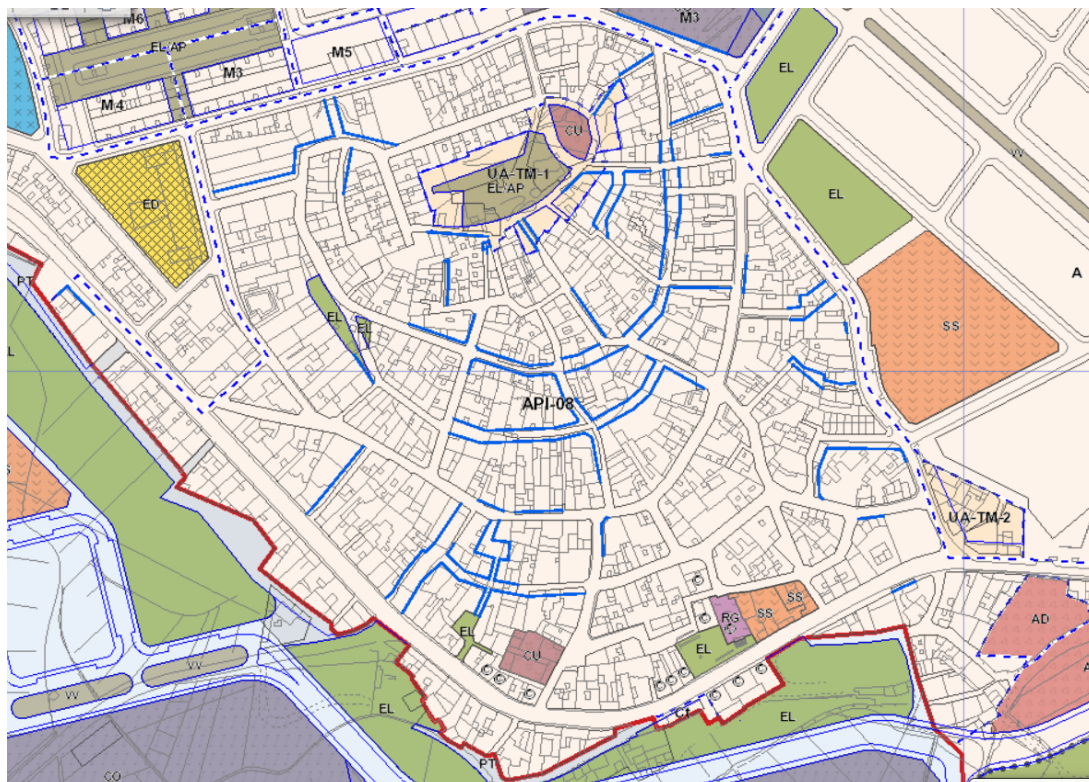 M6
M3
EL/AP
M5
M3
M4
EL
CU
UA-TM-1
EL/AP
VV
EL
ED
A
PT
SS
EL
EL
API-08
UA-TM-2
SS
SS
RG
AD
EL
EL
CU
VV
VV
EL
EL
Cf
PT
CO